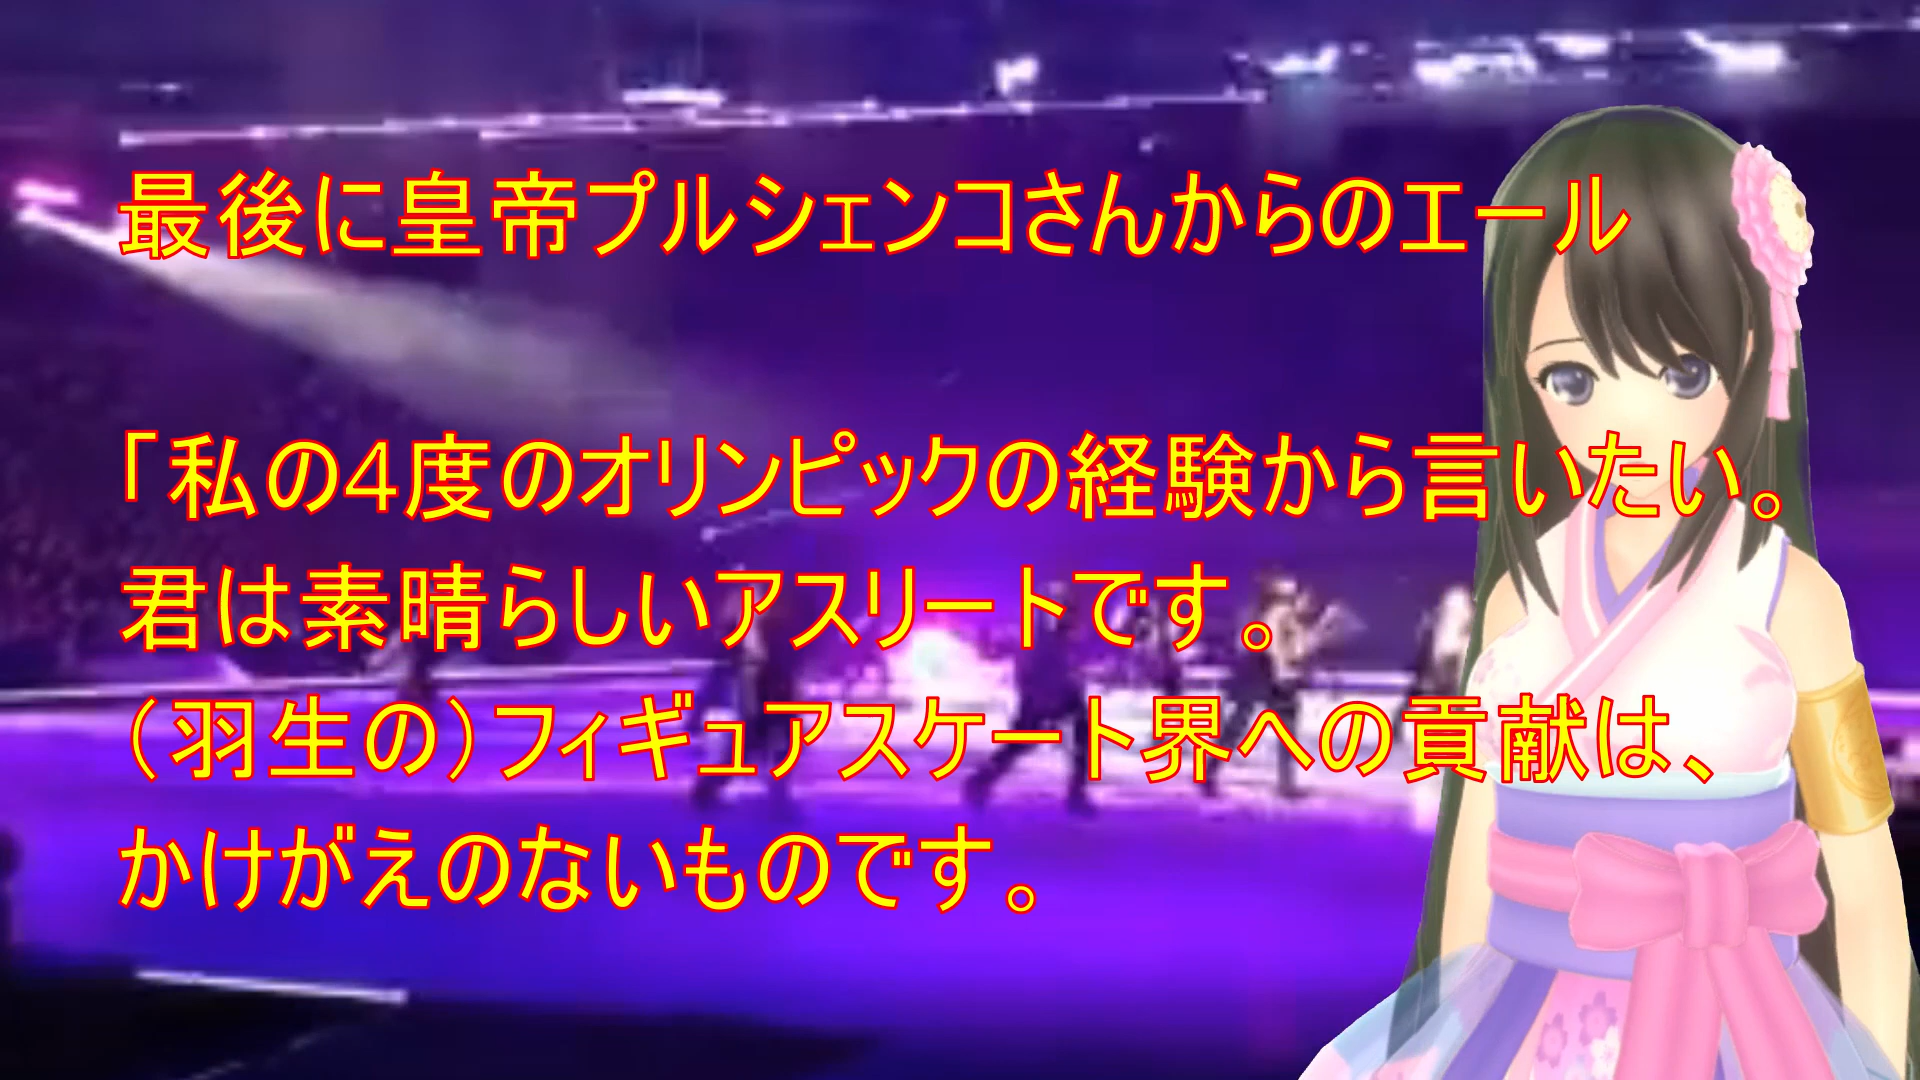 最後に皇帝プルシェンコさんからのエール
「私の4度のオリンピックの経験から言いたい。
君は素晴らしいアスリートです。
（羽生の）フィギュアスケート界への貢献は、
かけがえのないものです。